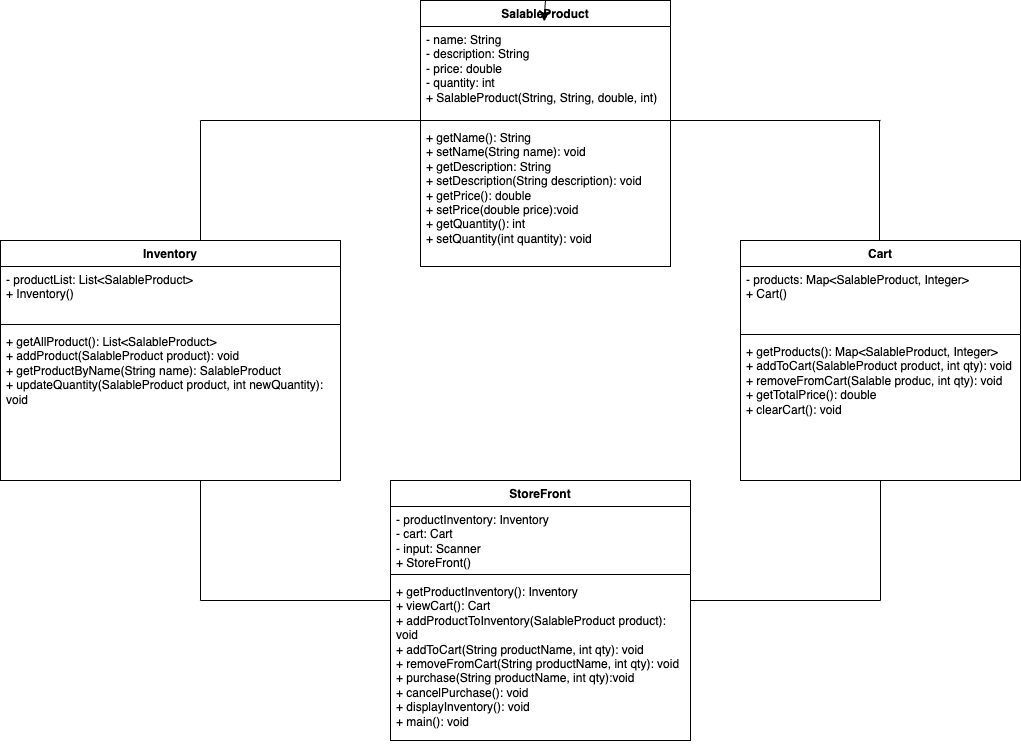 SalableProduct
- name: String
- description: String
- price: double
- quantity: int
+ SalableProduct(String, String, double, int)
+ getName(): String
+ setName(String name): void
+ getDescription: String
+ setDescription(String description): void
+ getPrice(): double
+ setPrice(double price):void
+ getQuantity(): int
+ setQuantity(int quantity): void
Inventory
- productList: List<SalableProduct>
+ Inventory()
+ getAllProduct(): List<SalableProduct>
+ addProduct(SalableProduct product): void
+ getProductByName(String name): SalableProduct
+ updateQuantity(SalableProduct product, int newQuantity):
void
Cart
- products: Map<SalableProduct, Integer>
+ Cart()
+ getProducts(): Map<SalableProduct, Integer>
+ addToCart(SalableProduct product, int qty): void
+ removeFromCart(Salable produc, int qty): void
+ getTotalPrice(): double
+ clearCart(): void
StoreFront
- productInventory: Inventory
- cart: Cart
- input: Scanner
+ StoreFront()
+ getProductInventory(): Inventory
+ viewCart(): Cart
+ addProductToInventory(SalableProduct product):
void
+ addToCart(String productName, int qty): void
+ removeFromCart(String productName, int qty): void
+ purchase(String productName, int qty):void
+ cancelPurchase(): void
+ displayInventory(): void
+ main(): void